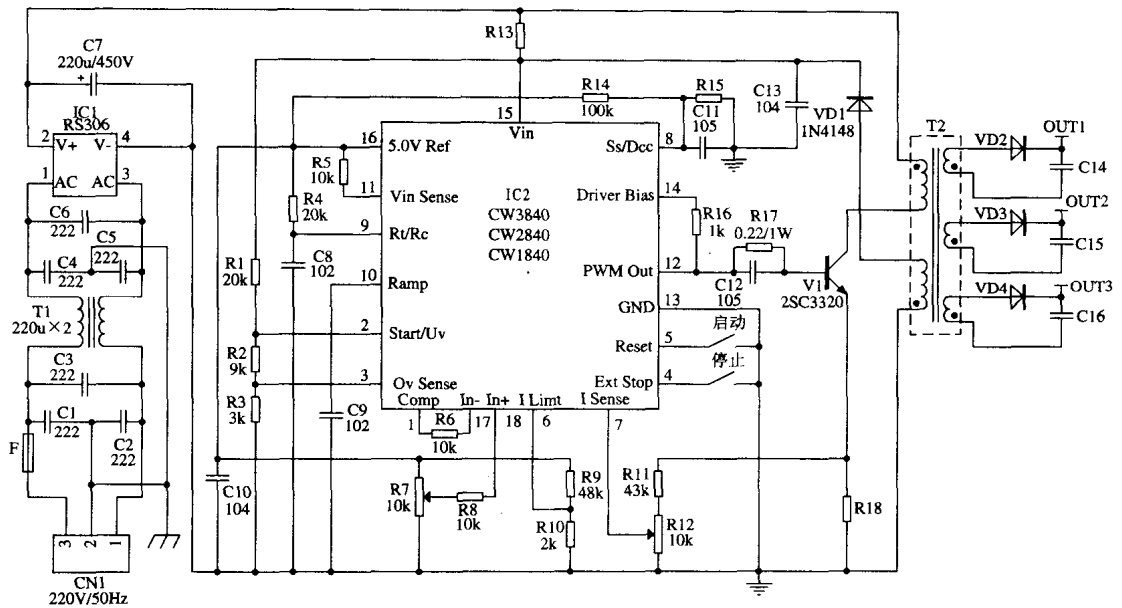 R13
C7
220u/450V
+
IC1
RS306
2 V+ V- 4
1 AC AC 3
C6
222
C5
222
C4
222
T1
220u×2
C3
222
C1
222
C2
222
F
3 2 1
CN1
220V/50Hz
R14
100k
R15
C11
105
C13
104
VD1
1N4148
15
Vin
16 5.0V Ref
R5
10k
11 Vin Sense
R4
20k
9 Rt/Rc
C8
102
10 Ramp
R1
20k
2 Start/Uv
R2
9k
3 Ov Sense
R3
3k
IC2
CW3840
CW2840
CW1840
Ss/Dcc 8
Driver Bias 14
R16
1k
R17
0.22/1W
PWM Out 12
C12
105
V1
2SC3320
GND 13
启动
Reset 5
停止
Ext Stop 4
Comp In- In+ I Limt I Sense
1 17 18 6 7
R6
10k
C9
102
C10
104
R7
10k
R8
10k
R9
48k
R10
2k
R11
43k
R12
10k
R18
T2
VD2
OUT1
C14
VD3
OUT2
C15
VD4
OUT3
C16